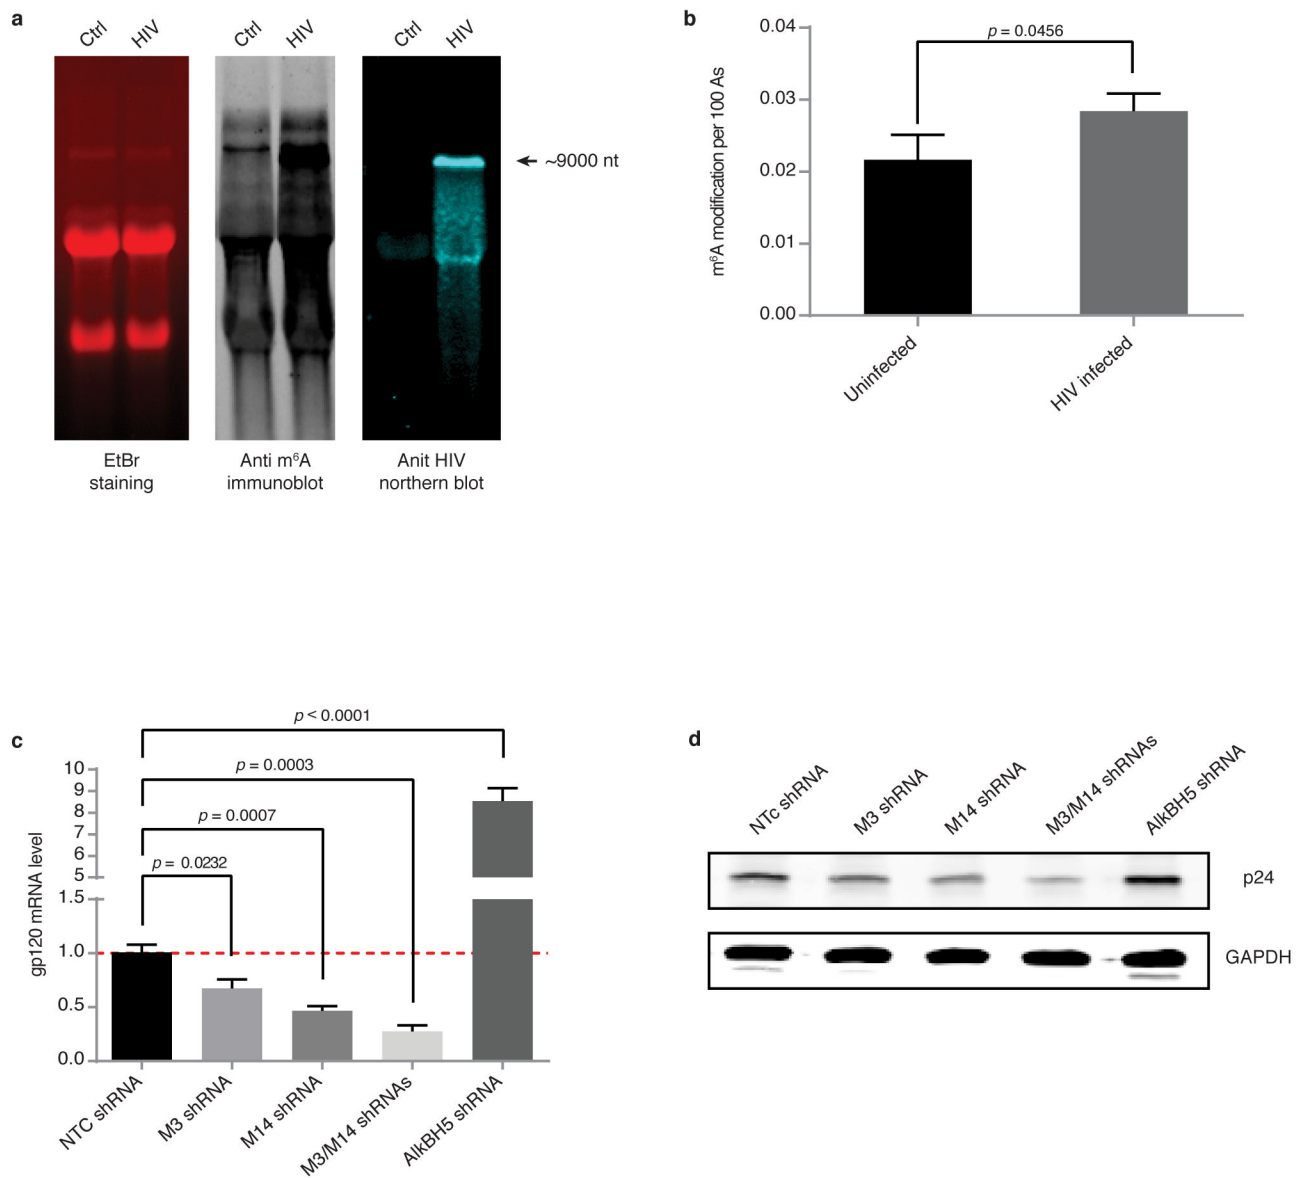 a
Ctrl HIV Ctrl HIV Ctrl HIV
~9000 nt
EtBr
staining
Anti m⁶A
immunoblot
Anit HIV
northern blot
b
m⁶A modification per 100 As
0.04
0.03
0.02
0.01
0.00
p = 0.0456
Uninfected
HIV infected
c
gp120 mRNA level
10
9
8
7
6
5
1.5
1.0
0.5
0.0
p < 0.0001
p = 0.0003
p = 0.0007
p = 0.0232
NTC shRNA
M3 shRNA
M14 shRNA
M3/M14 shRNAs
AlkBH5 shRNA
d
NTc shRNA
M3 shRNA
M14 shRNA
M3/M14 shRNAs
AlkBH5 shRNA
p24
GAPDH